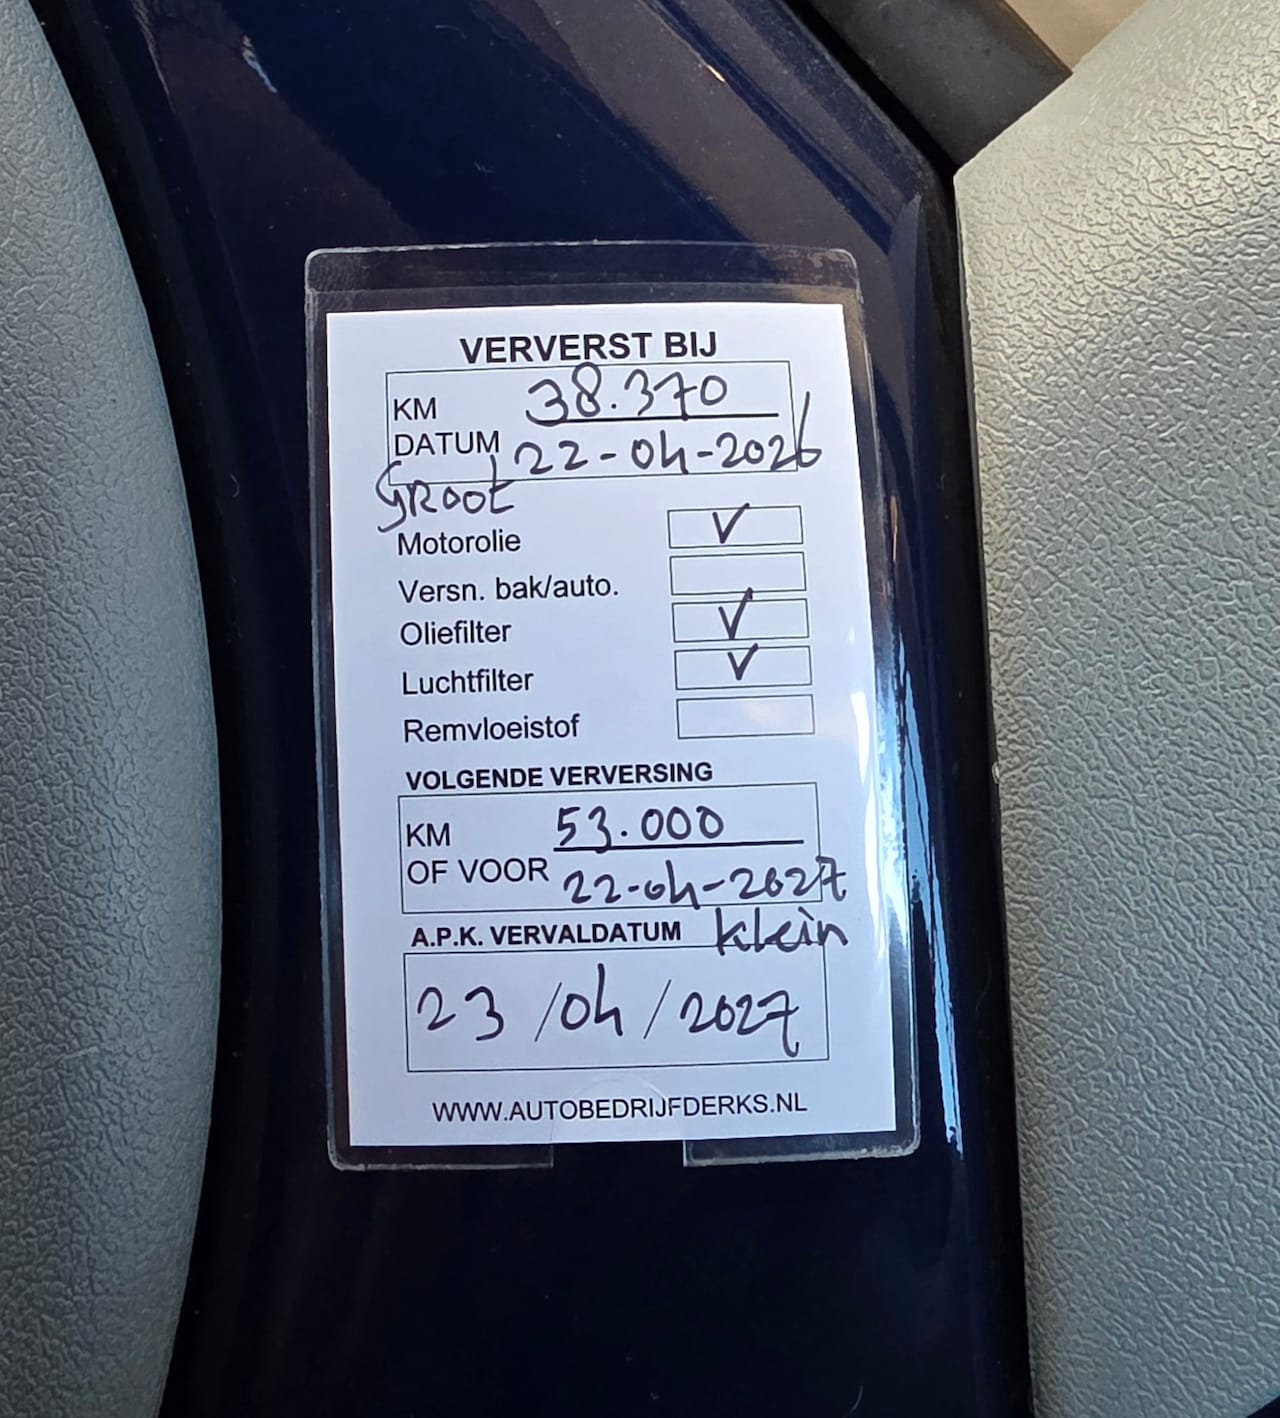 VERVERST BIJ
KM 38.370
DATUM 22-04-2026
GROOT
Motorolie ✓
Versn. bak/auto.
Oliefilter ✓
Luchtfilter ✓
Remvloeistof
VOLGENDE VERVERSING
KM 53.000
OF VOOR 22-04-2027
A.P.K. VERVALDATUM klein
23/04/2027
WWW.AUTOBEDRIJFDERKS.NL